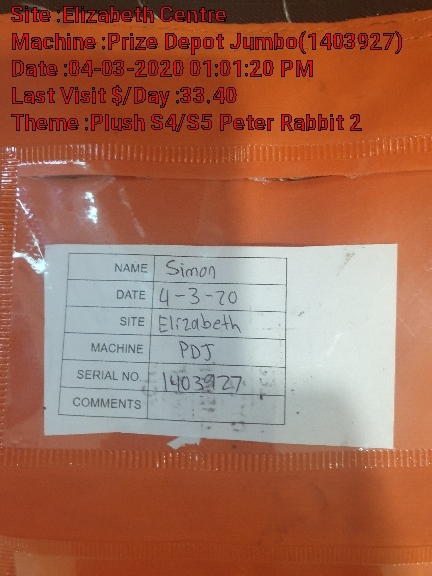 Site :Elizabeth Centre
Machine :Prize Depot Jumbo(1403927)
Date :04-03-2020 01:01:20 PM
Last Visit $/Day :33.40
Theme :Plush S4/S5 Peter Rabbit 2
NAME Simon
DATE 4-3-20
SITE Elizabeth
MACHINE PDJ
SERIAL NO. 1403927
COMMENTS